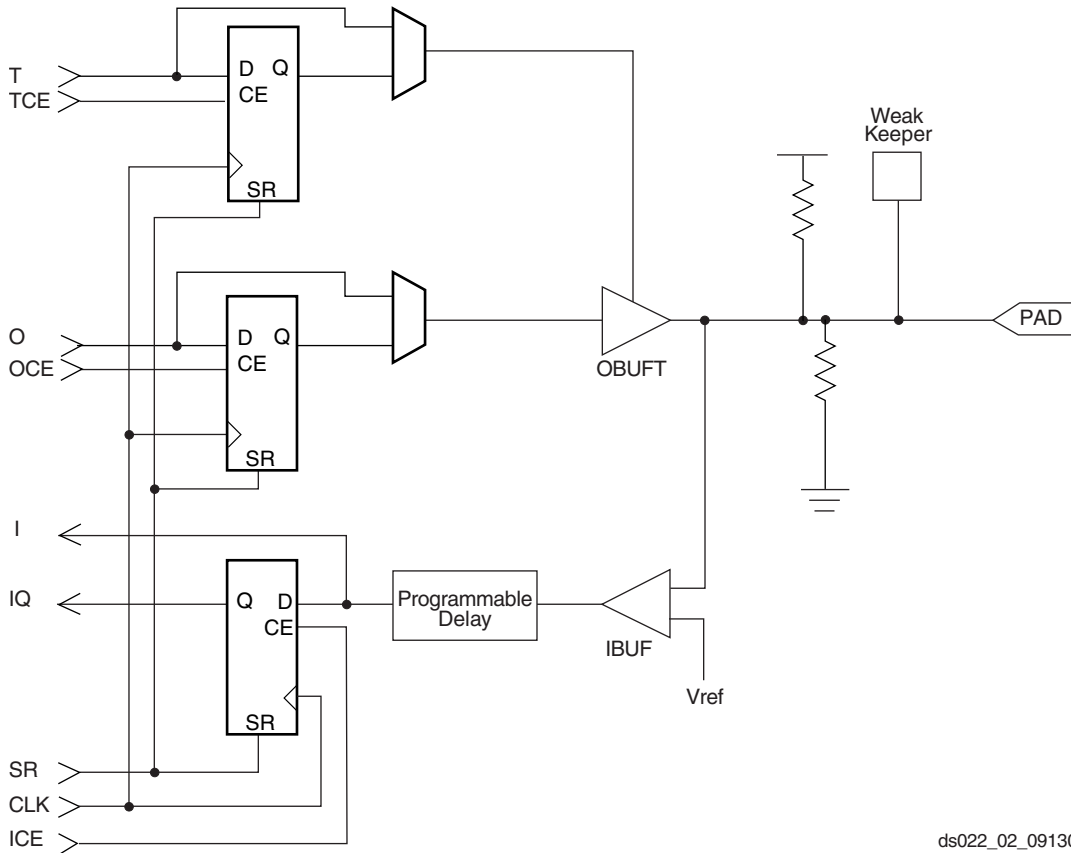 T
TCE
D Q
CE
SR
Weak
Keeper
O
OCE
D Q
CE
SR
OBUFT
PAD
I
IQ
Q D
CE
SR
Programmable
Delay
IBUF
Vref
SR
CLK
ICE
ds022_02_09130